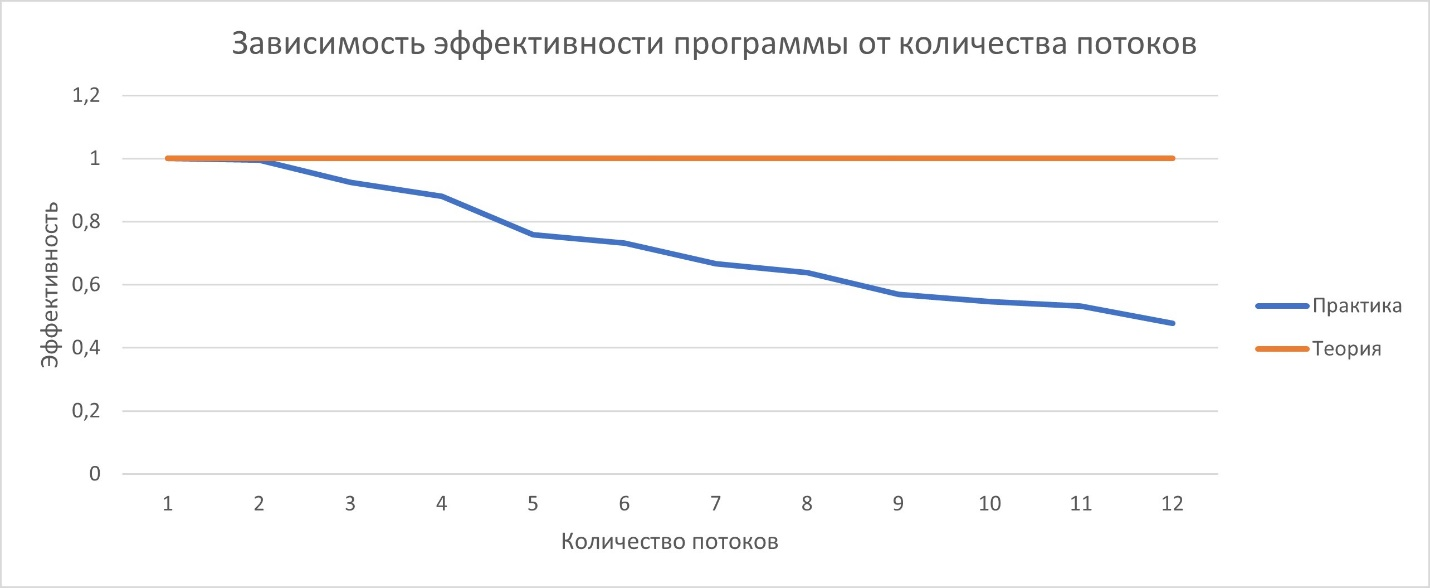 Зависимость эффективности программы от количества потоков
1,2
1
0,8
0,6
0,4
0,2
0
Эффективность
1 2 3 4 5 6 7 8 9 10 11 12
Количество потоков
Практика
Теория